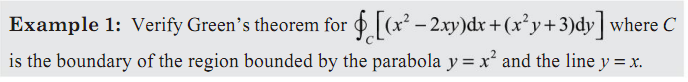 Example 1: Verify Green's theorem for ∮_C [(x² – 2xy)dx + (x²y + 3)dy] where C
is the boundary of the region bounded by the parabola y = x² and the line y = x.